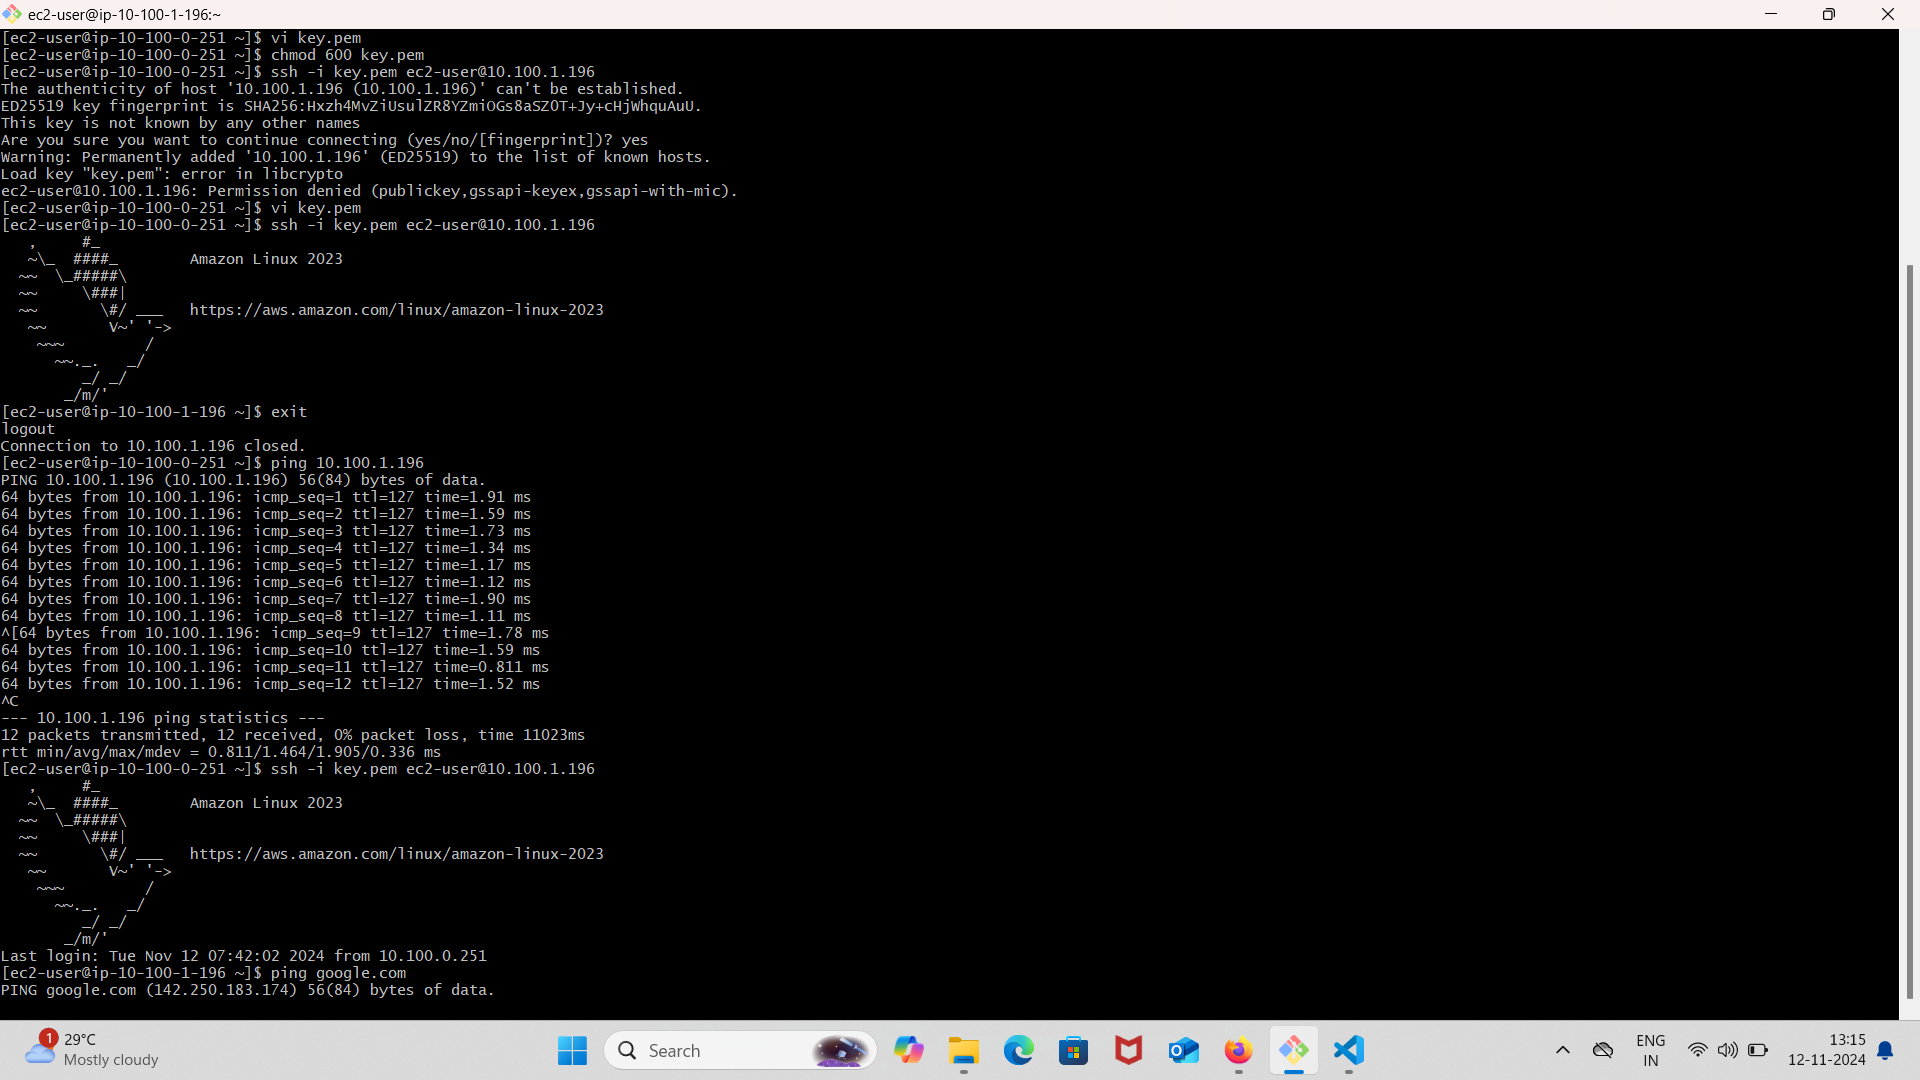 ec2-user@ip-10-100-1-196:~
[ec2-user@ip-10-100-0-251 ~]$ vi key.pem
[ec2-user@ip-10-100-0-251 ~]$ chmod 600 key.pem
[ec2-user@ip-10-100-0-251 ~]$ ssh -i key.pem ec2-user@10.100.1.196
The authenticity of host '10.100.1.196 (10.100.1.196)' can't be established.
ED25519 key fingerprint is SHA256:Hxzh4MvZiUsulZR8YZmiOGs8aSZ0T+Jy+cHjWhquAuU.
This key is not known by any other names
Are you sure you want to continue connecting (yes/no/[fingerprint])? yes
Warning: Permanently added '10.100.1.196' (ED25519) to the list of known hosts.
Load key "key.pem": error in libcrypto
ec2-user@10.100.1.196: Permission denied (publickey,gssapi-keyex,gssapi-with-mic).
[ec2-user@ip-10-100-0-251 ~]$ vi key.pem
[ec2-user@ip-10-100-0-251 ~]$ ssh -i key.pem ec2-user@10.100.1.196
   ,     #_
   ~\_  ####_        Amazon Linux 2023
  ~~  \_#####\
  ~~     \###|
  ~~       \#/ ___   https://aws.amazon.com/linux/amazon-linux-2023
   ~~       V~' '->
    ~~~         /
      ~~._.   _/
         _/ _/
       _/m/'
[ec2-user@ip-10-100-1-196 ~]$ exit
logout
Connection to 10.100.1.196 closed.
[ec2-user@ip-10-100-0-251 ~]$ ping 10.100.1.196
PING 10.100.1.196 (10.100.1.196) 56(84) bytes of data.
64 bytes from 10.100.1.196: icmp_seq=1 ttl=127 time=1.91 ms
64 bytes from 10.100.1.196: icmp_seq=2 ttl=127 time=1.59 ms
64 bytes from 10.100.1.196: icmp_seq=3 ttl=127 time=1.73 ms
64 bytes from 10.100.1.196: icmp_seq=4 ttl=127 time=1.34 ms
64 bytes from 10.100.1.196: icmp_seq=5 ttl=127 time=1.17 ms
64 bytes from 10.100.1.196: icmp_seq=6 ttl=127 time=1.12 ms
64 bytes from 10.100.1.196: icmp_seq=7 ttl=127 time=1.90 ms
64 bytes from 10.100.1.196: icmp_seq=8 ttl=127 time=1.11 ms
^[64 bytes from 10.100.1.196: icmp_seq=9 ttl=127 time=1.78 ms
64 bytes from 10.100.1.196: icmp_seq=10 ttl=127 time=1.59 ms
64 bytes from 10.100.1.196: icmp_seq=11 ttl=127 time=0.811 ms
64 bytes from 10.100.1.196: icmp_seq=12 ttl=127 time=1.52 ms
^C
--- 10.100.1.196 ping statistics ---
12 packets transmitted, 12 received, 0% packet loss, time 11023ms
rtt min/avg/max/mdev = 0.811/1.464/1.905/0.336 ms
[ec2-user@ip-10-100-0-251 ~]$ ssh -i key.pem ec2-user@10.100.1.196
   ,     #_
   ~\_  ####_        Amazon Linux 2023
  ~~  \_#####\
  ~~     \###|
  ~~       \#/ ___   https://aws.amazon.com/linux/amazon-linux-2023
   ~~       V~' '->
    ~~~         /
      ~~._.   _/
         _/ _/
       _/m/'
Last login: Tue Nov 12 07:42:02 2024 from 10.100.0.251
[ec2-user@ip-10-100-1-196 ~]$ ping google.com
PING google.com (142.250.183.174) 56(84) bytes of data.
1
29°C
Mostly cloudy
Search
ENG
IN
13:15
12-11-2024